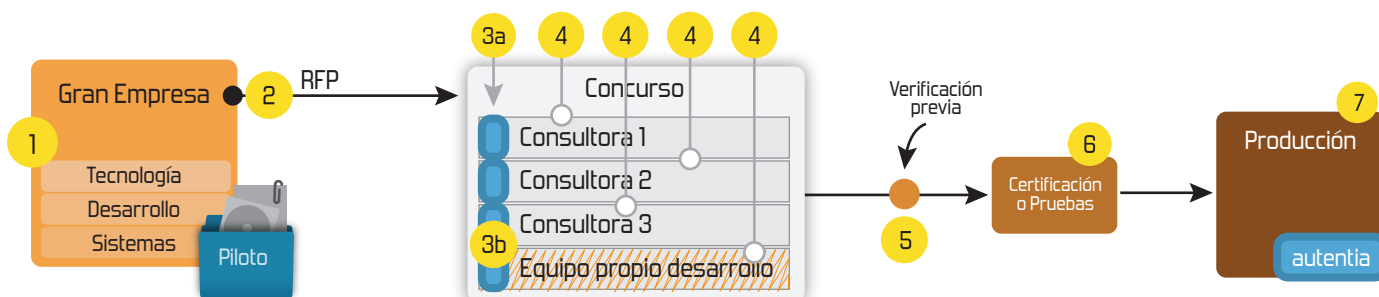 3a
4
4
4
4
Gran Empresa
2
RFP
Concurso
Verificación
previa
7
1
Consultora 1
6
Producción
Tecnología
Consultora 2
Certificación
o Pruebas
Desarrollo
Consultora 3
5
Sistemas
Piloto
3b
Equipo propio desarrollo
autentia